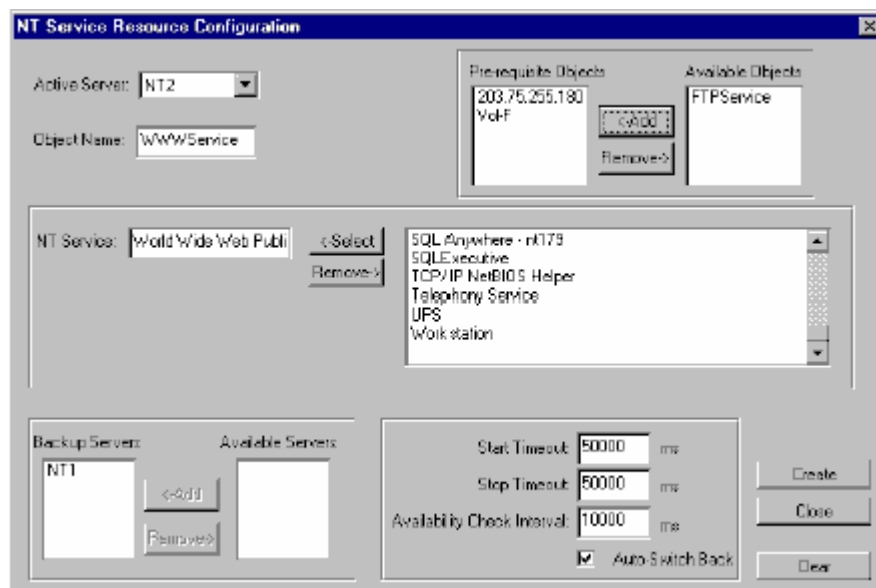 NT Service Resource Configuration
Active Server: NT2
Object Name: WWWService
Pre-requisite Objects
203.75.255.180
Vol-F
<-Add
Remove->
Available Objects
FTPService
NT Service: World Wide Web Publi
<-Select
Remove->
SQL Anywhere - nt179
SQLExecutive
TCP/IP NetBIOS Helper
Telephony Service
UPS
Workstation
Backup Servers
NT1
<-Add
Remove->
Available Servers
Start Timeout: 50000 ms
Stop Timeout: 50000 ms
Availability Check Interval: 10000 ms
Auto-Switch Back
Create
Close
Clear